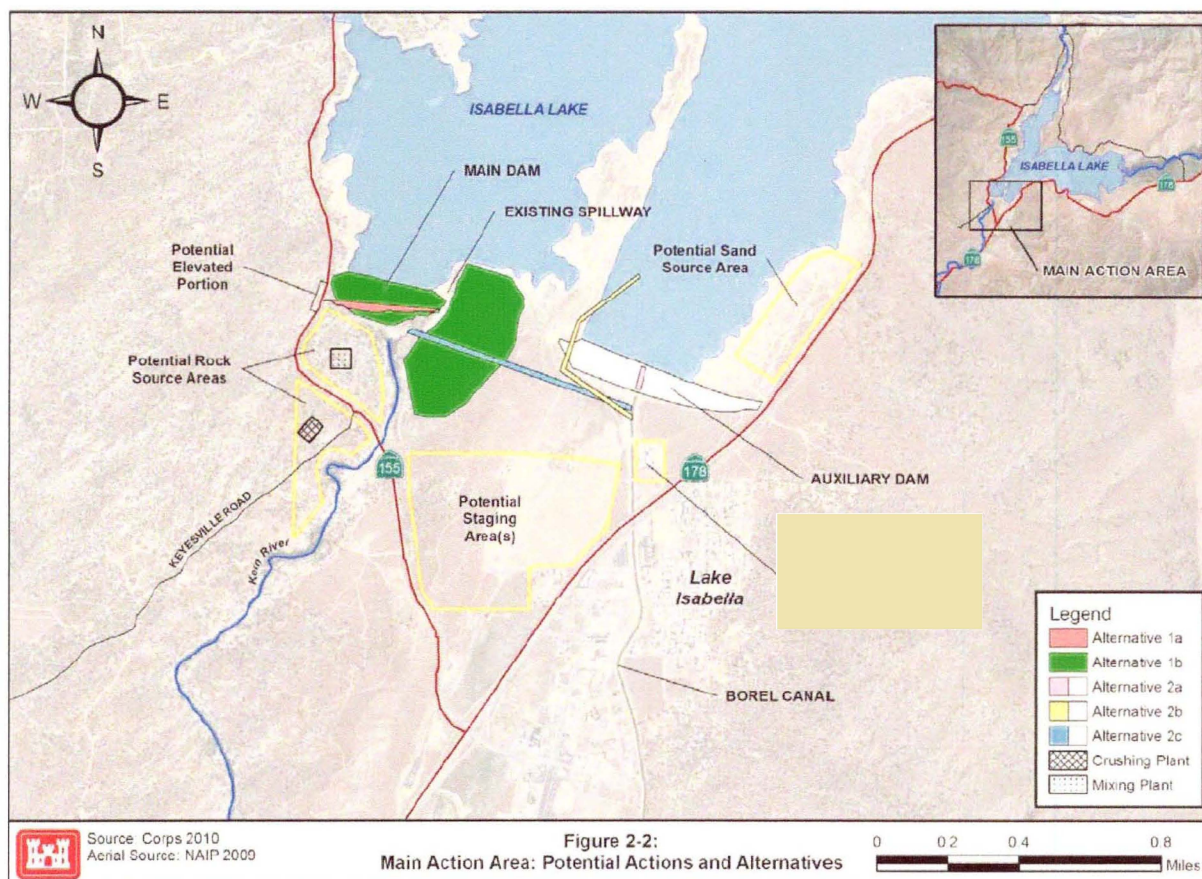 N
W
E
S
ISABELLA LAKE
MAIN DAM
EXISTING SPILLWAY
Potential
Elevated
Portion
Potential Sand
Source Area
155
ISABELLA LAKE
178
178
MAIN ACTION AREA
Potential Rock
Source Areas
155
178
AUXILIARY DAM
Potential
Staging
Area(s)
KEYESVILLE ROAD
Kern River
Lake
Isabella
BOREL CANAL
Legend
Alternative 1a
Alternative 1b
Alternative 2a
Alternative 2b
Alternative 2c
Crushing Plant
Mixing Plant
Source Corps 2010
Aerial Source: NAIP 2009
Figure 2-2:
Main Action Area: Potential Actions and Alternatives
0 0.2 0.4 0.8
Miles